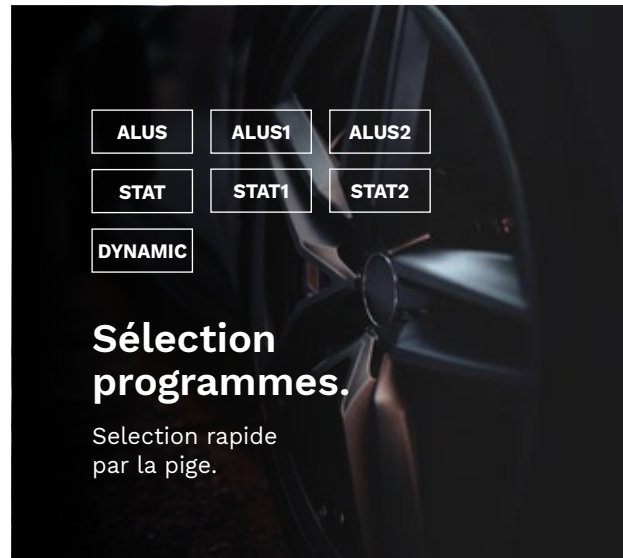 ALUS ALUS1 ALUS2
STAT STAT1 STAT2
DYNAMIC
Sélection
programmes.
Selection rapide
par la pige.